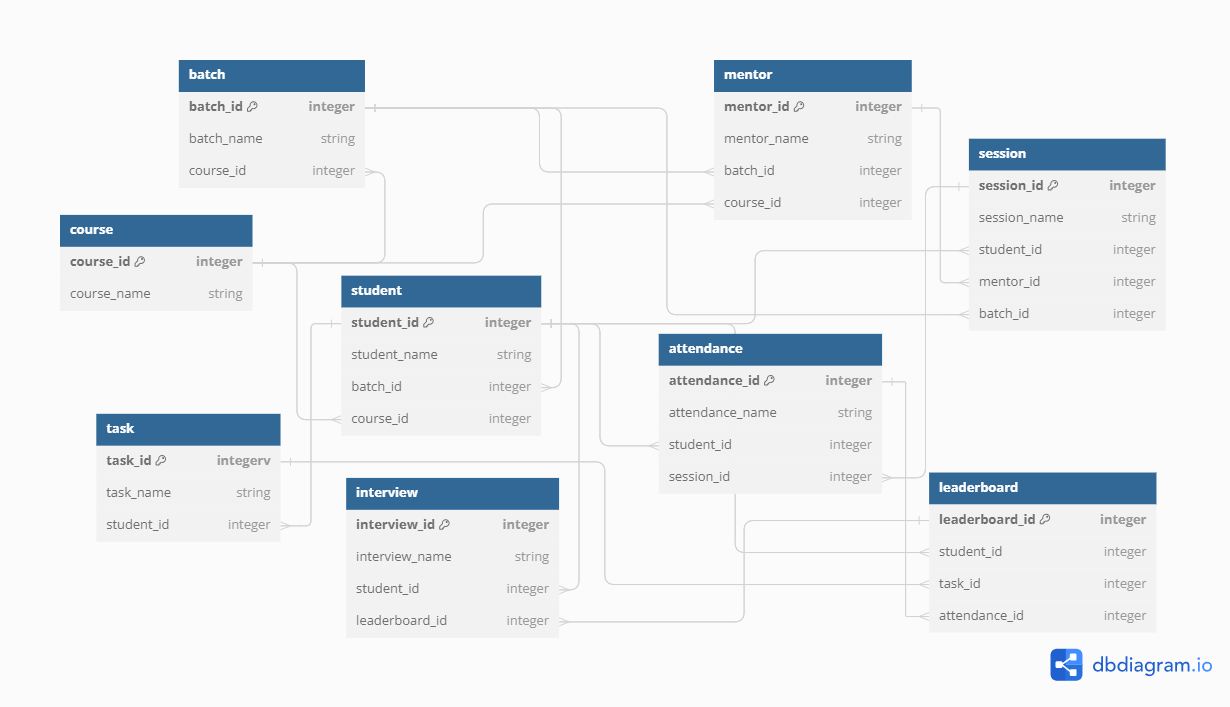 batch
batch_id integer
batch_name string
course_id integer
mentor
mentor_id integer
mentor_name string
batch_id integer
course_id integer
session
session_id integer
session_name string
student_id integer
mentor_id integer
batch_id integer
course
course_id integer
course_name string
student
student_id integer
student_name string
batch_id integer
course_id integer
attendance
attendance_id integer
attendance_name string
student_id integer
session_id integer
task
task_id integerv
task_name string
student_id integer
interview
interview_id integer
interview_name string
student_id integer
leaderboard_id integer
leaderboard
leaderboard_id integer
student_id integer
task_id integer
attendance_id integer
dbdiagram.io